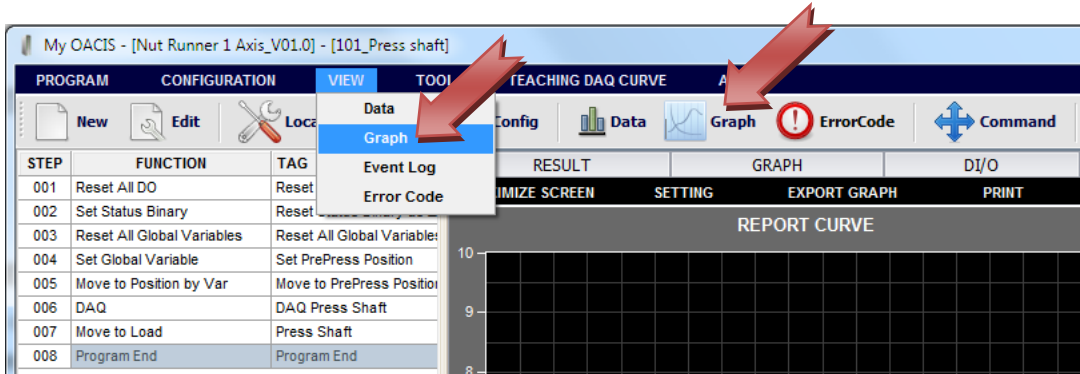 My OACIS - [Nut Runner 1 Axis_V01.0] - [101_Press shaft]
PROGRAM CONFIGURATION VIEW TOOL TEACHING DAQ CURVE
New Edit Config Data Graph ErrorCode Command
Data
Graph
Event Log
Error Code
STEP FUNCTION TAG RESULT GRAPH DI/O
SETTING EXPORT GRAPH PRINT
REPORT CURVE
001 Reset All DO Reset
002 Set Status Binary Reset
003 Reset All Global Variables Reset All Global Variables
004 Set Global Variable Set PrePress Position
005 Move to Position by Var Move to PrePress Position
006 DAQ DAQ Press Shaft
007 Move to Load Press Shaft
008 Program End Program End
10
9
8